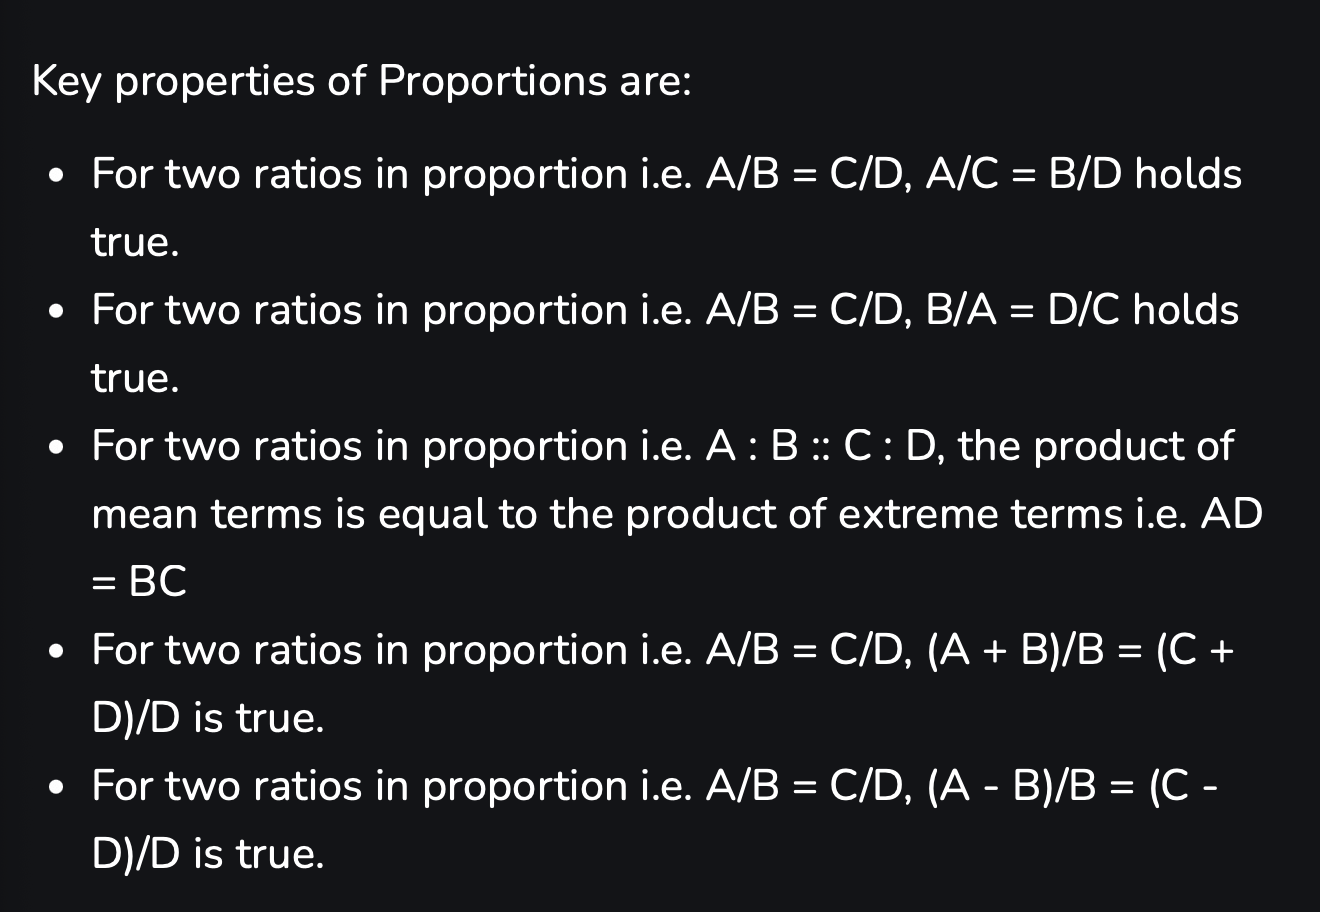 Key properties of Proportions are:
• For two ratios in proportion i.e. A/B = C/D, A/C = B/D holds
true.
• For two ratios in proportion i.e. A/B = C/D, B/A = D/C holds
true.
• For two ratios in proportion i.e. A : B :: C : D, the product of
mean terms is equal to the product of extreme terms i.e. AD
= BC
• For two ratios in proportion i.e. A/B = C/D, (A + B)/B = (C +
D)/D is true.
• For two ratios in proportion i.e. A/B = C/D, (A - B)/B = (C -
D)/D is true.